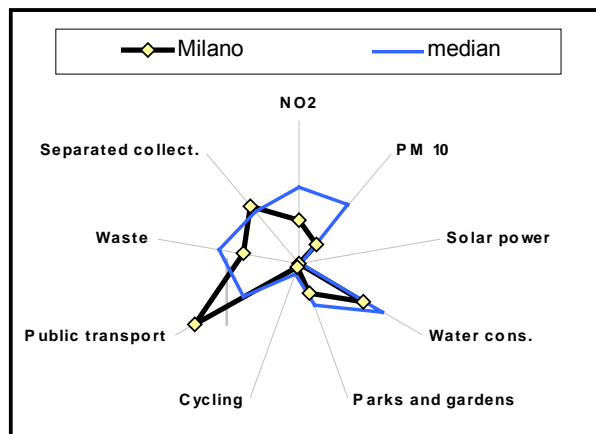 Milano
median
NO2
PM 10
Solar power
Water cons.
Parks and gardens
Cycling
Public transport
Waste
Separated collect.